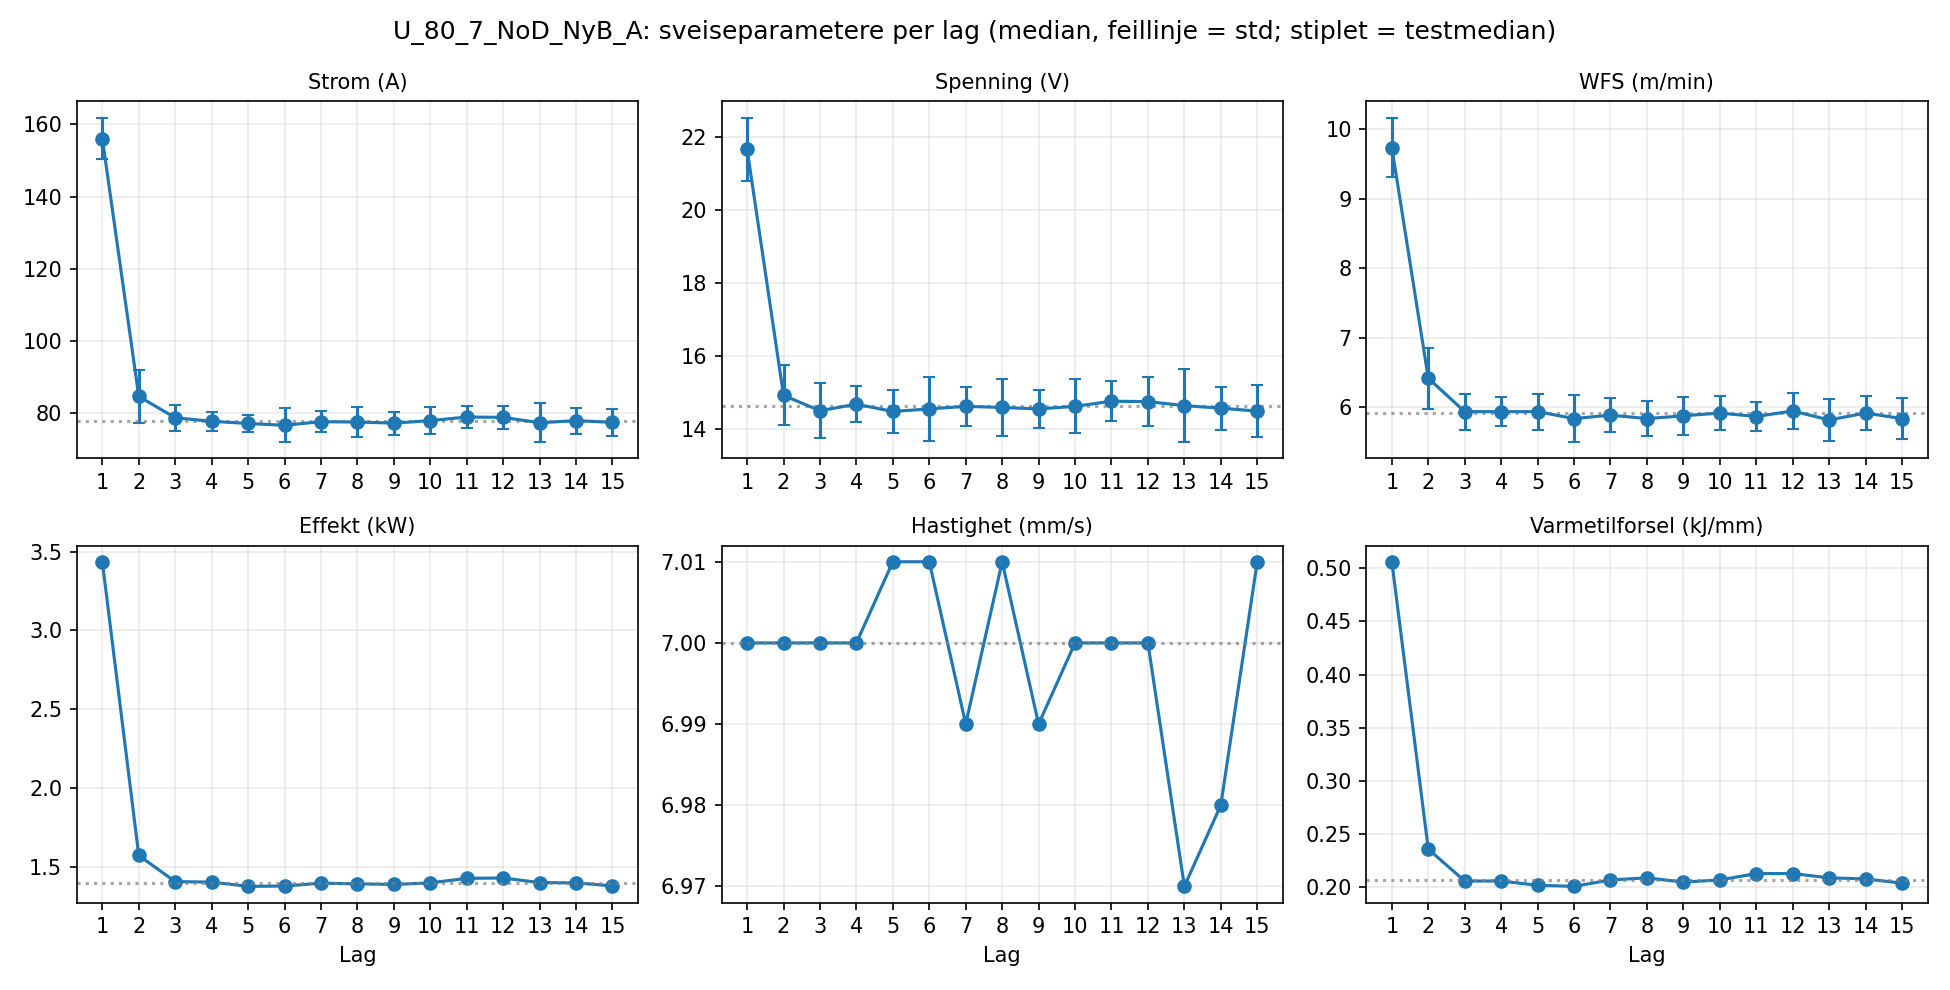 U_80_7_NoD_NyB_A: sveiseparametere per lag (median, feillinje = std; stiplet = testmedian)
Strom (A)
160
140
120
100
80
1 2 3 4 5 6 7 8 9 10 11 12 13 14 15
Spenning (V)
22
20
18
16
14
1 2 3 4 5 6 7 8 9 10 11 12 13 14 15
WFS (m/min)
10
9
8
7
6
1 2 3 4 5 6 7 8 9 10 11 12 13 14 15
Effekt (kW)
3.5
3.0
2.5
2.0
1.5
1 2 3 4 5 6 7 8 9 10 11 12 13 14 15
Lag
Hastighet (mm/s)
7.01
7.00
6.99
6.98
6.97
1 2 3 4 5 6 7 8 9 10 11 12 13 14 15
Lag
Varmetilforsel (kJ/mm)
0.50
0.45
0.40
0.35
0.30
0.25
0.20
1 2 3 4 5 6 7 8 9 10 11 12 13 14 15
Lag